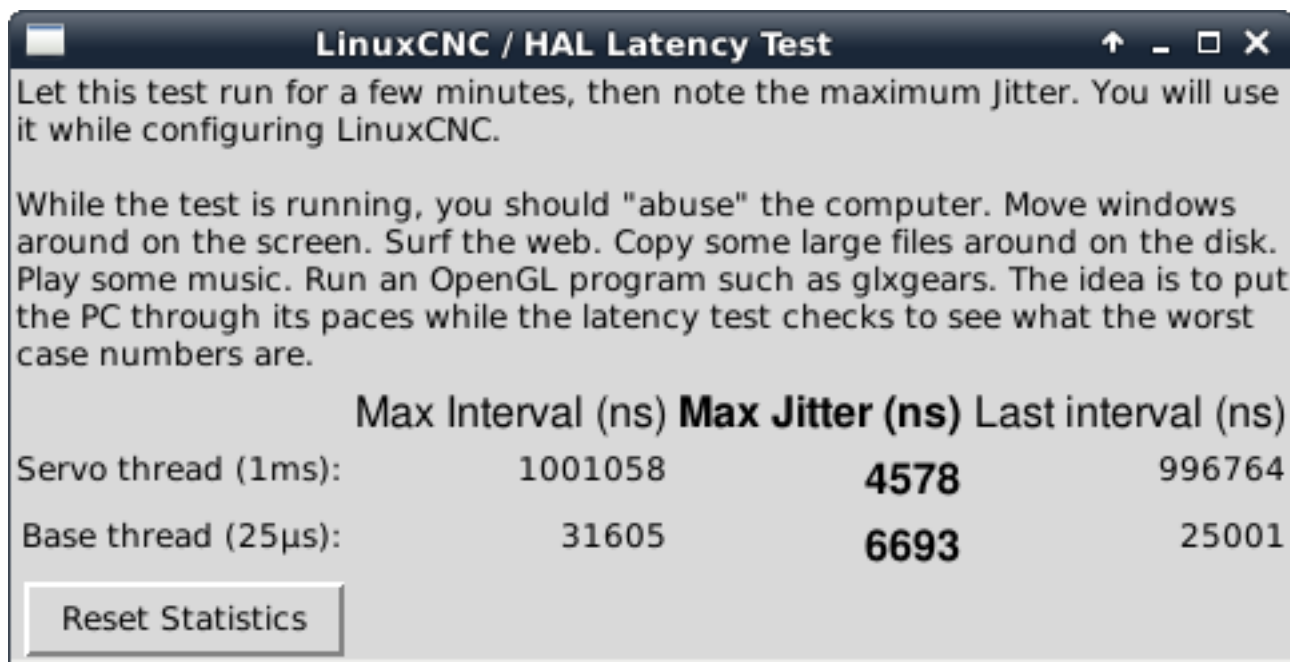 LinuxCNC / HAL Latency Test
Let this test run for a few minutes, then note the maximum Jitter. You will use
it while configuring LinuxCNC.
While the test is running, you should "abuse" the computer. Move windows
around on the screen. Surf the web. Copy some large files around on the disk.
Play some music. Run an OpenGL program such as glxgears. The idea is to put
the PC through its paces while the latency test checks to see what the worst
case numbers are.
Max Interval (ns) Max Jitter (ns) Last interval (ns)
Servo thread (1ms): 1001058 4578 996764
Base thread (25μs): 31605 6693 25001
Reset Statistics